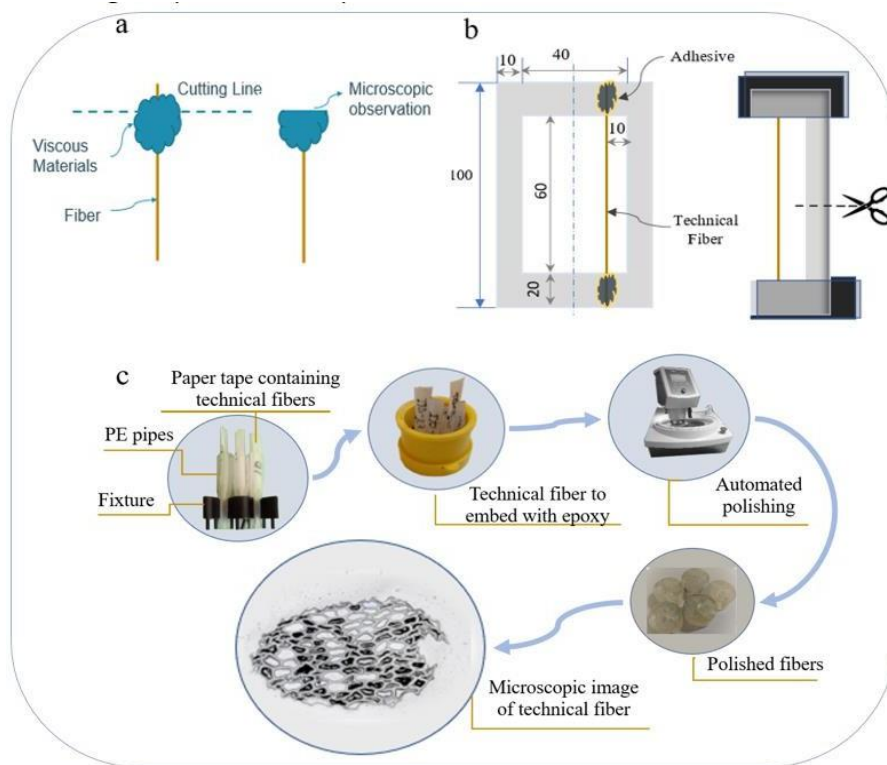 a
Cutting Line
Viscous
Materials
Fiber
Microscopic
observation
b
10
40
Adhesive
10
100
60
20
Technical
Fiber
c
Paper tape containing
technical fibers
PE pipes
Fixture
Technical fiber to
embed with epoxy
Automated
polishing
Polished fibers
Microscopic image
of technical fiber